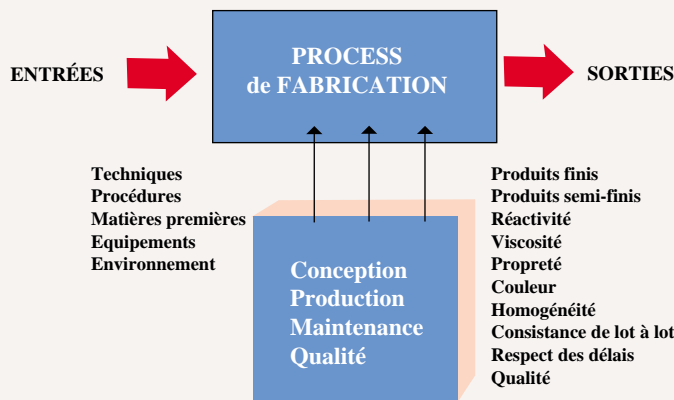 PROCESS
de FABRICATION
ENTRÉES
SORTIES
Techniques
Procédures
Matières premières
Equipements
Environnement
Conception
Production
Maintenance
Qualité
Produits finis
Produits semi-finis
Réactivité
Viscosité
Propreté
Couleur
Homogénéité
Consistance de lot à lot
Respect des délais
Qualité